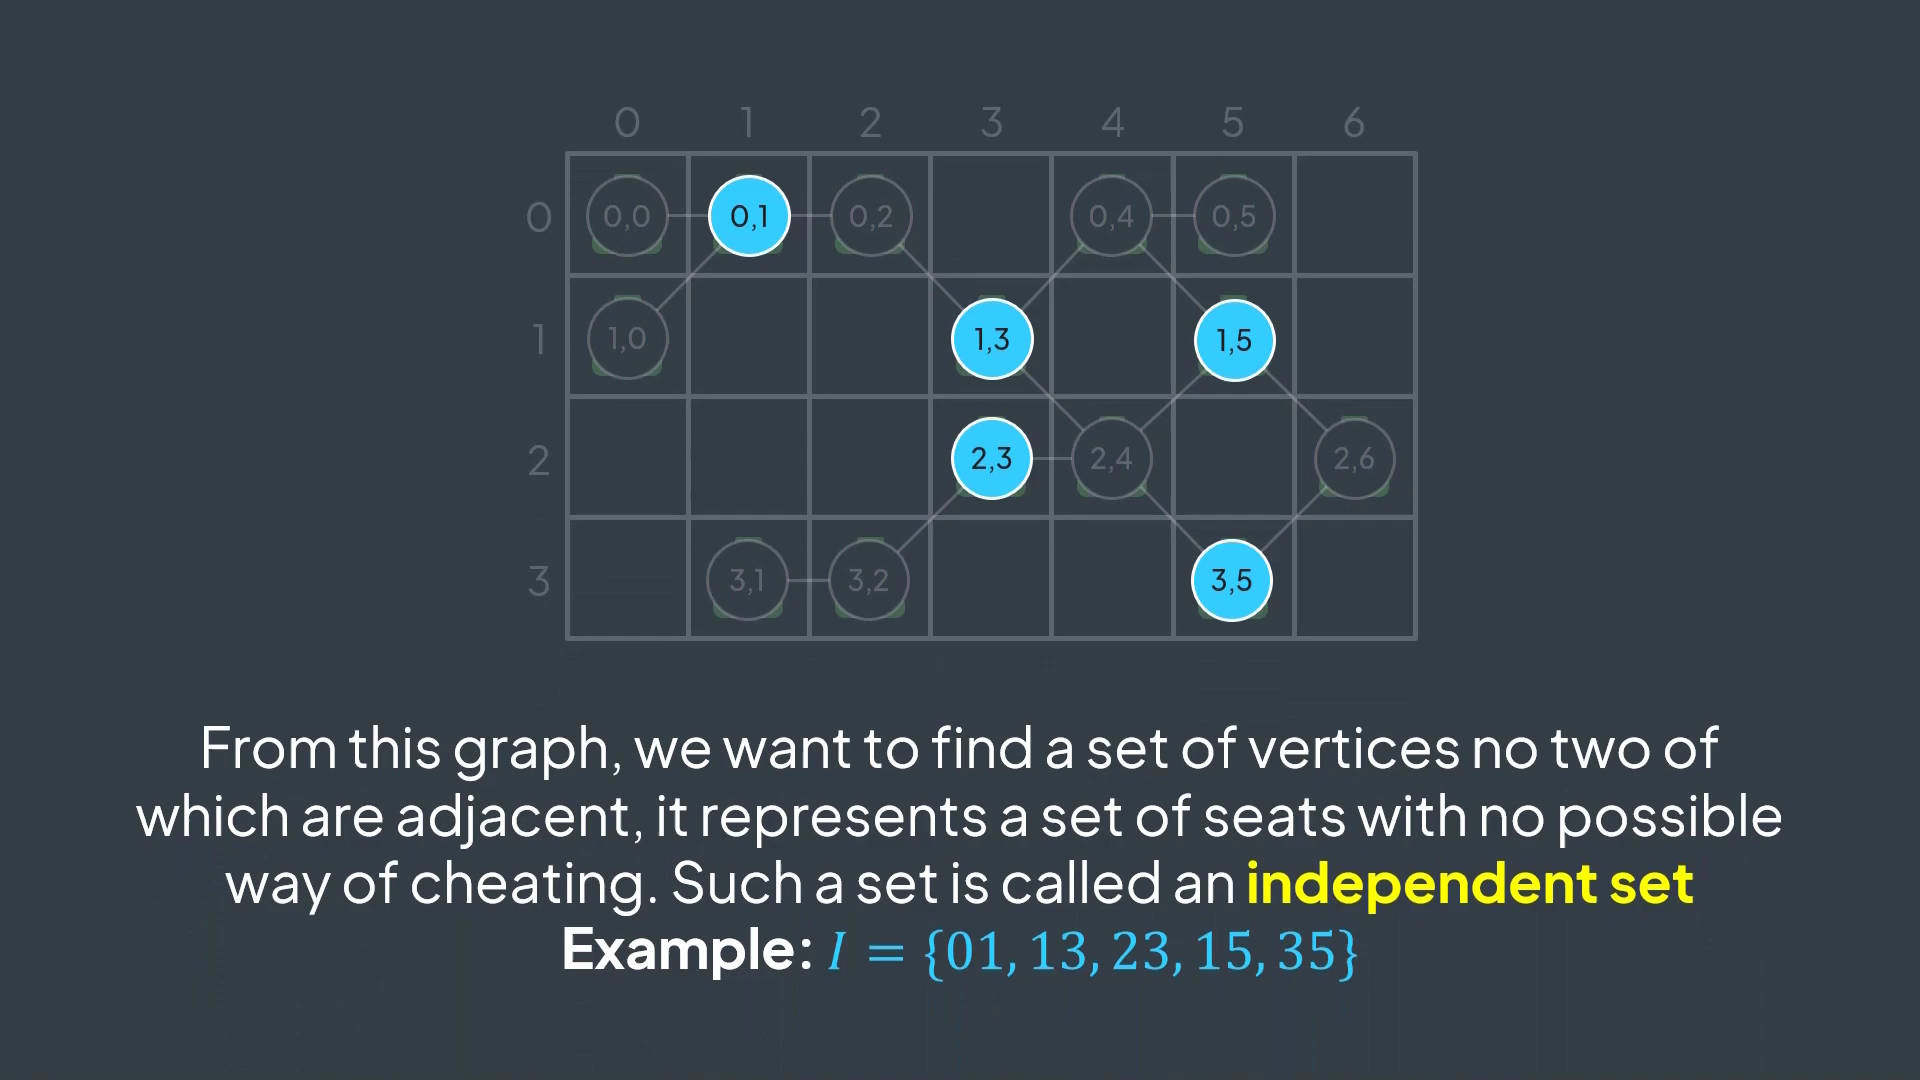 0 1 2 3 4 5 6
0 0,0 0,1 0,2 0,4 0,5
1 1,0 1,3 1,5
2 2,3 2,4 2,6
3 3,1 3,2 3,5
From this graph, we want to find a set of vertices no two of
which are adjacent, it represents a set of seats with no possible
way of cheating. Such a set is called an independent set
Example: I = {01, 13, 23, 15, 35}